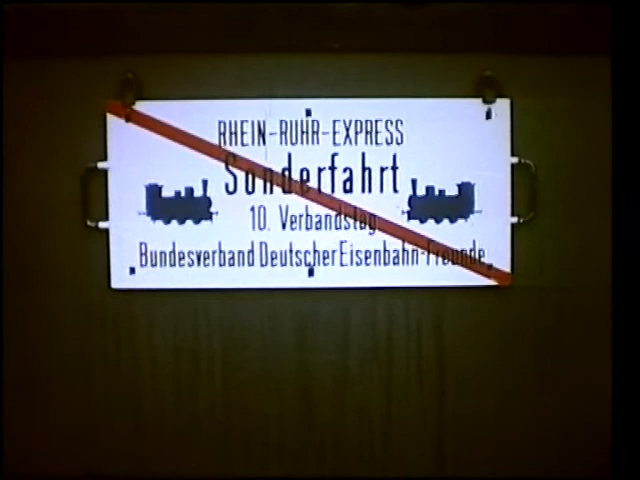 RHEIN-RUHR-EXPRESS
Sonderfahrt
10. Verbandstag
Bundesverband Deutscher Eisenbahn-Freunde